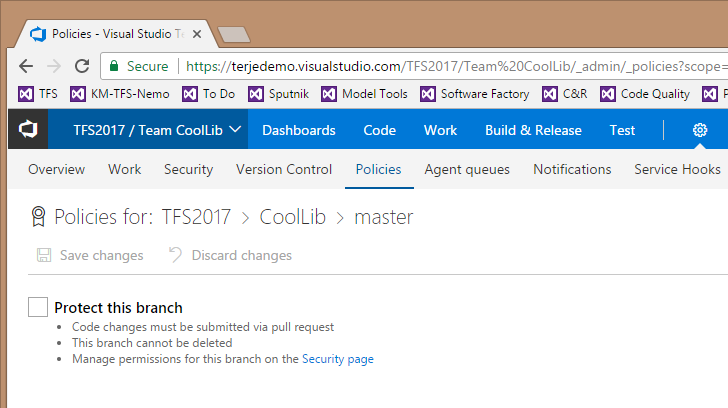 Policies - Visual Studio Te
Secure https://terjedemo.visualstudio.com/TFS2017/Team%20CoolLib/_admin/_policies?scope=
TFS KM-TFS-Nemo To Do Sputnik Model Tools Software Factory C&R Code Quality P
TFS2017 / Team CoolLib Dashboards Code Work Build & Release Test
Overview Work Security Version Control Policies Agent queues Notifications Service Hooks
Policies for: TFS2017 > CoolLib > master
Save changes Discard changes
Protect this branch
• Code changes must be submitted via pull request
• This branch cannot be deleted
• Manage permissions for this branch on the Security page